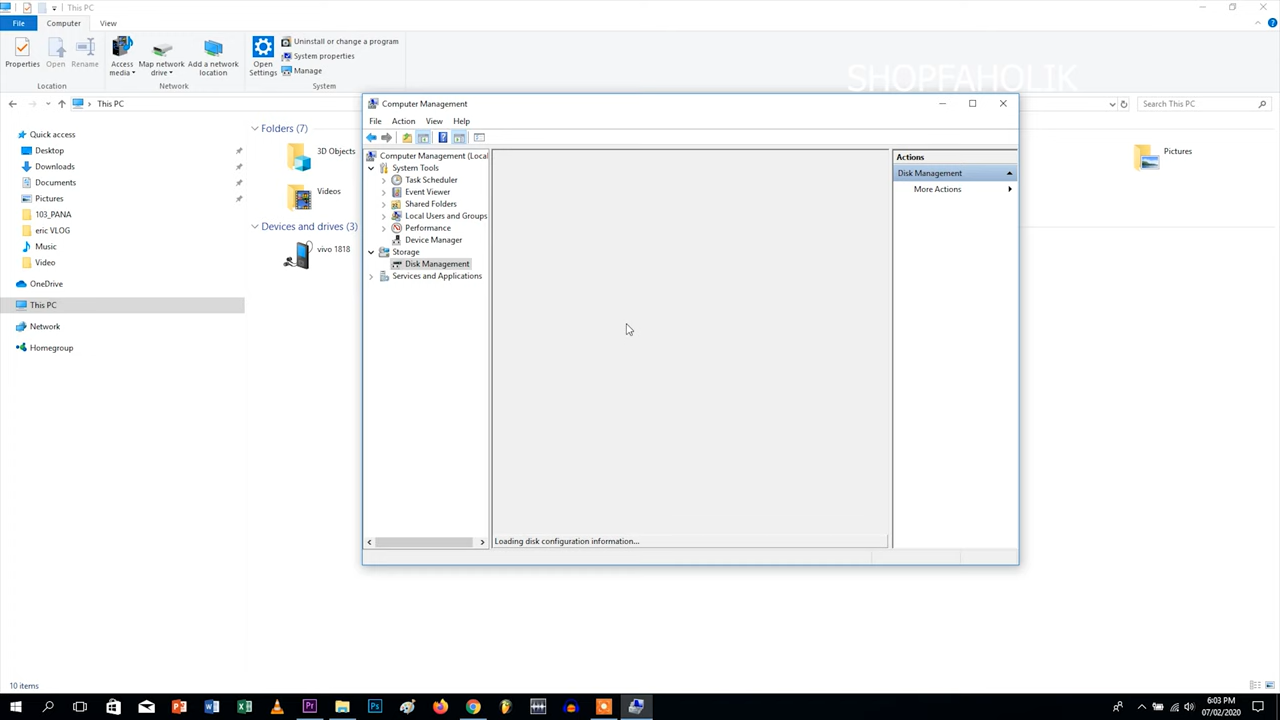 This PC
File
Computer
View
Properties
Open
Rename
Access media
Map network drive
Add a network location
Open Settings
Uninstall or change a program
System properties
Manage
Location
Network
System
SHOPFAHOLIK
This PC
Search This PC
Quick access
Desktop
Downloads
Documents
Pictures
103_PANA
eric VLOG
Music
Video
OneDrive
This PC
Network
Homegroup
Folders (7)
3D Objects
Videos
Pictures
Devices and drives (3)
vivo 1818
Computer Management
File
Action
View
Help
Computer Management (Local
System Tools
Task Scheduler
Event Viewer
Shared Folders
Local Users and Groups
Performance
Device Manager
Storage
Disk Management
Services and Applications
Loading disk configuration information...
Actions
Disk Management
More Actions
10 items
6:03 PM
07/02/2020